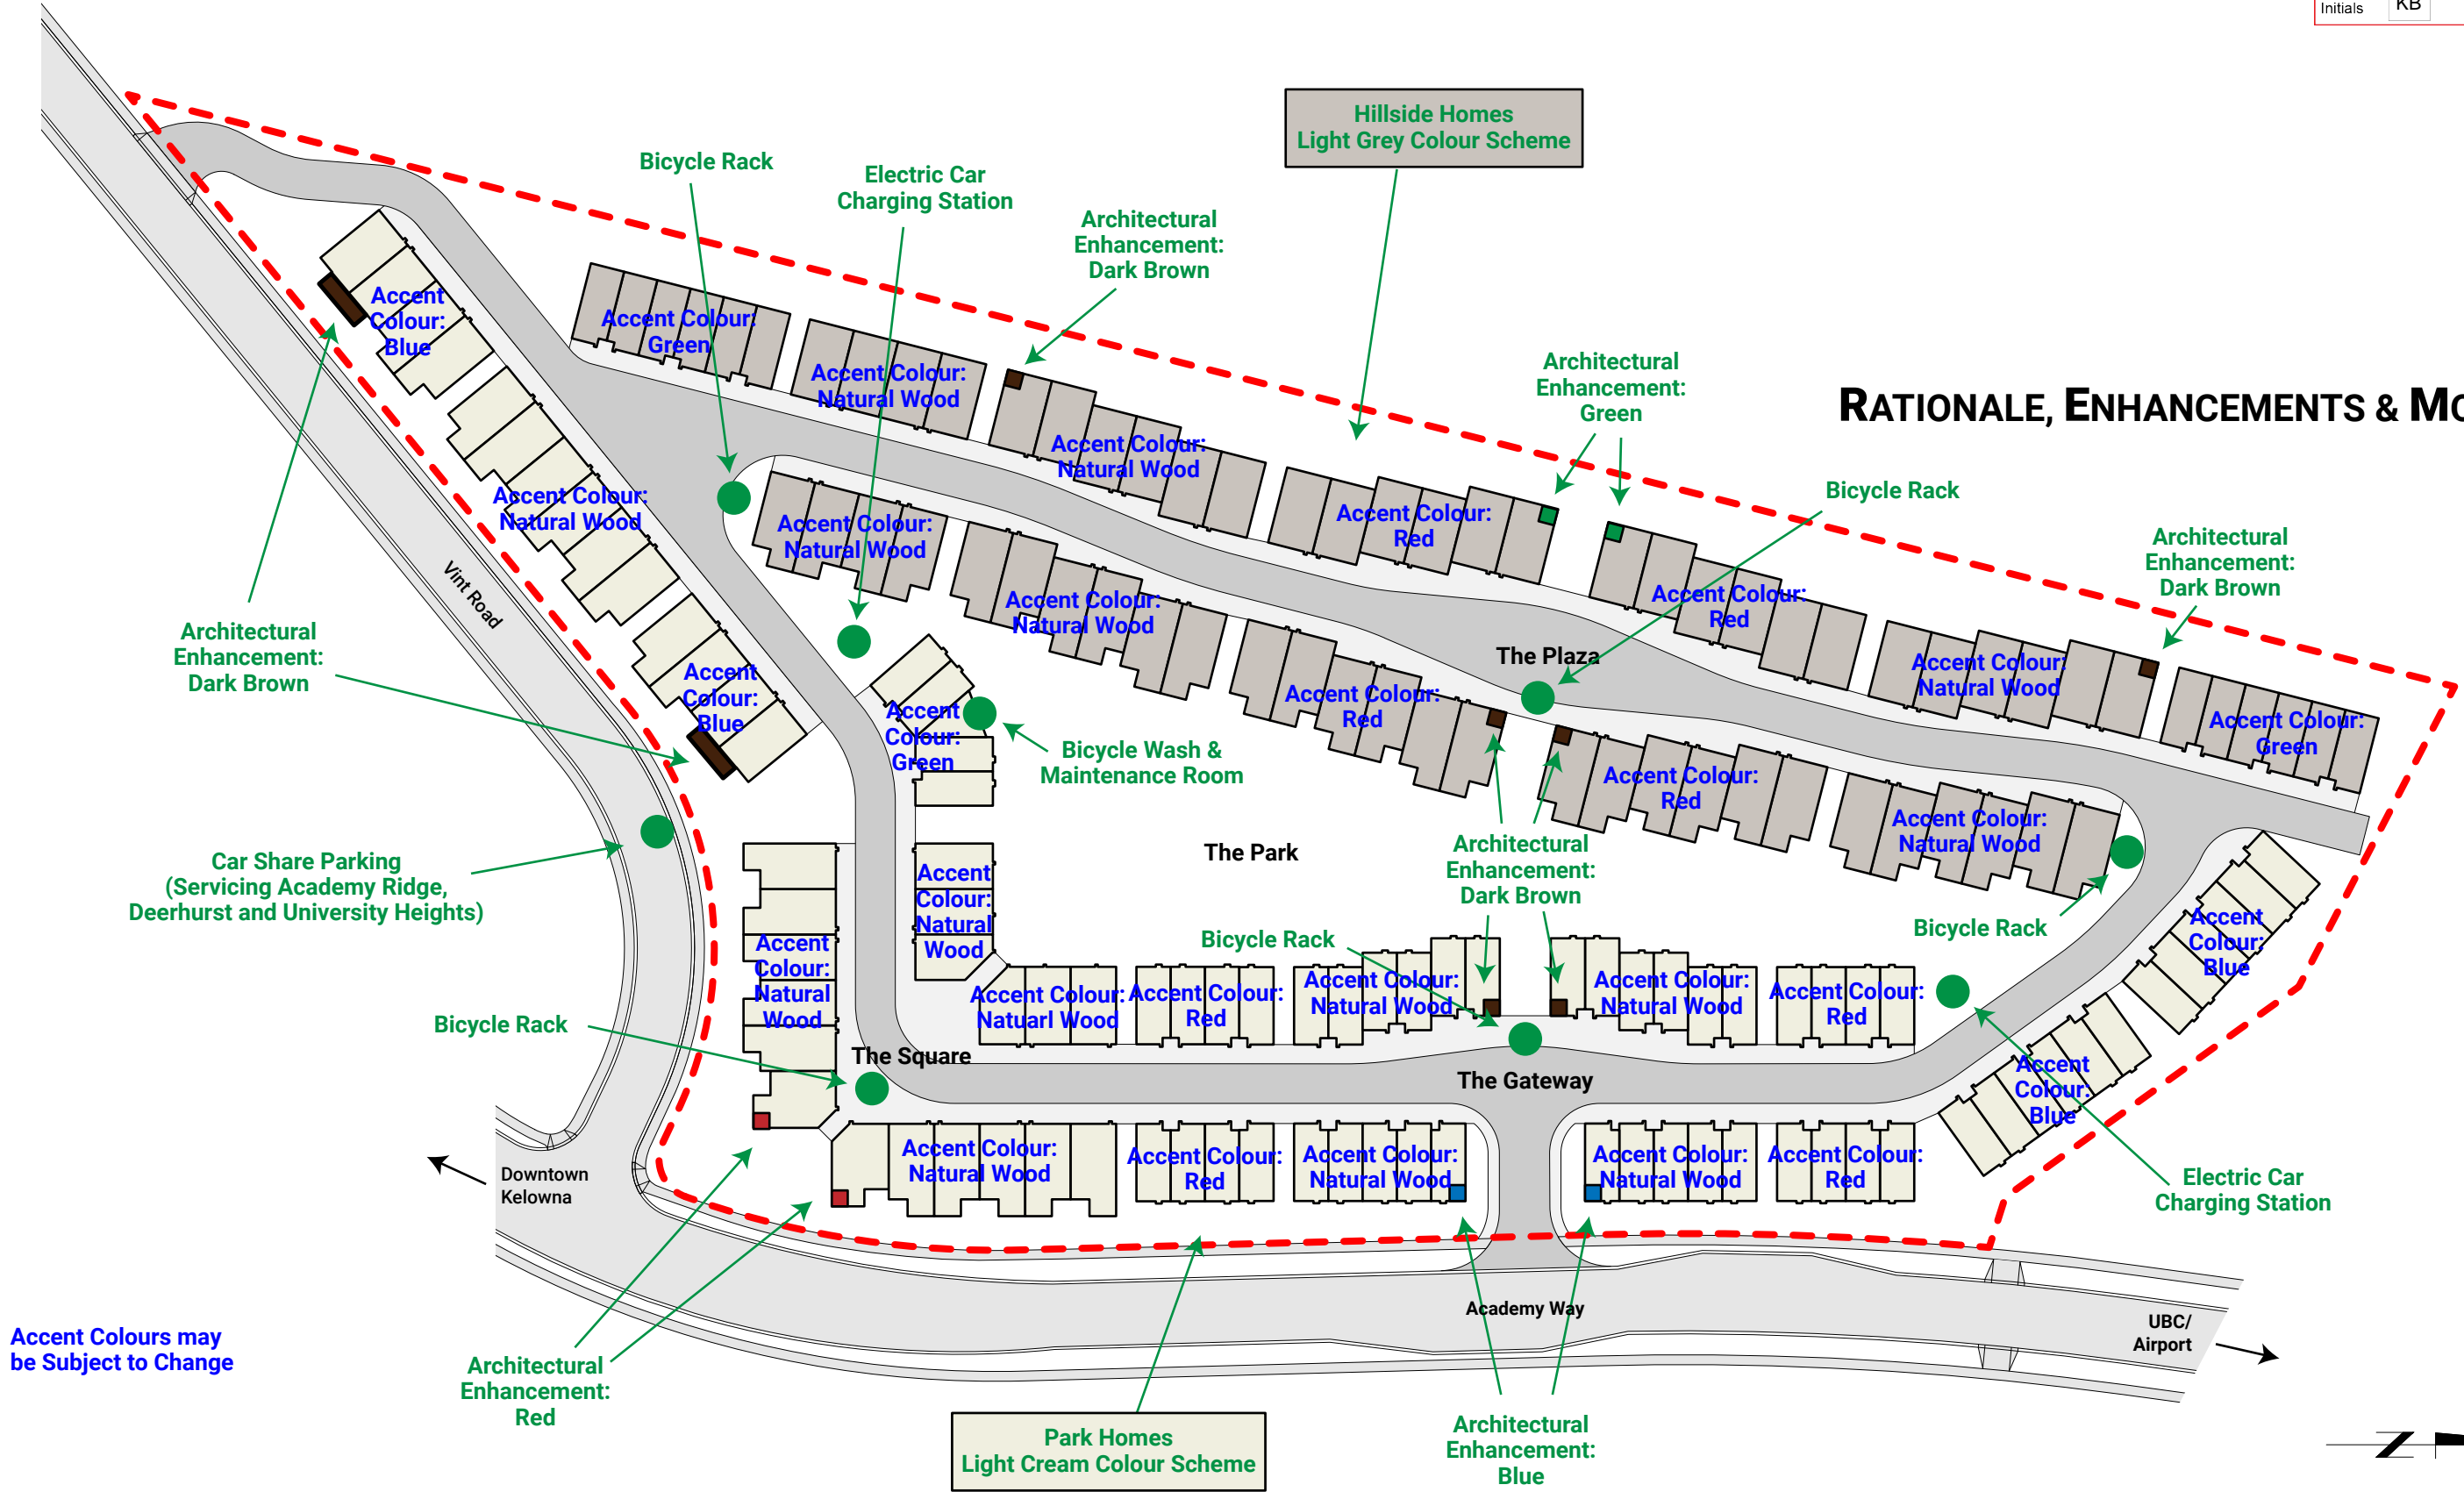 Initials
KB
Hillside Homes
Light Grey Colour Scheme
Bicycle Rack
Electric Car
Charging Station
Architectural
Enhancement:
Dark Brown
Architectural
Enhancement:
Green
RATIONALE, ENHANCEMENTS & MO
Bicycle Rack
Architectural
Enhancement:
Dark Brown
Accent
Colour:
Blue
Accent Colour:
Green
Accent Colour:
Natural Wood
Accent Colour:
Natural Wood
Accent Colour:
Red
Accent Colour:
Red
Accent Colour:
Natural Wood
Accent Colour:
Green
Accent Colour:
Natural Wood
Accent Colour:
Natural Wood
Accent Colour:
Natural Wood
Accent Colour:
Red
The Plaza
Accent Colour:
Red
Accent Colour:
Natural Wood
Vint Road
Architectural
Enhancement:
Dark Brown
Accent
Colour:
Blue
Accent
Colour:
Green
Bicycle Wash &
Maintenance Room
Car Share Parking
(Servicing Academy Ridge,
Deerhurst and University Heights)
The Park
Architectural
Enhancement:
Dark Brown
Accent
Colour:
Natural
Wood
Accent
Colour:
Natural
Wood
Bicycle Rack
Bicycle Rack
Accent
Colour:
Blue
Accent Colour:
Natuarl Wood
Accent Colour:
Red
Accent Colour:
Natural Wood
Accent Colour:
Natural Wood
Accent Colour:
Red
Bicycle Rack
The Square
The Gateway
Accent
Colour:
Blue
Accent Colour:
Natural Wood
Accent Colour:
Red
Accent Colour:
Natural Wood
Accent Colour:
Natural Wood
Accent Colour:
Red
Downtown
Kelowna
Electric Car
Charging Station
Academy Way
UBC/
Airport
Accent Colours may
be Subject to Change
Architectural
Enhancement:
Red
Park Homes
Light Cream Colour Scheme
Architectural
Enhancement:
Blue